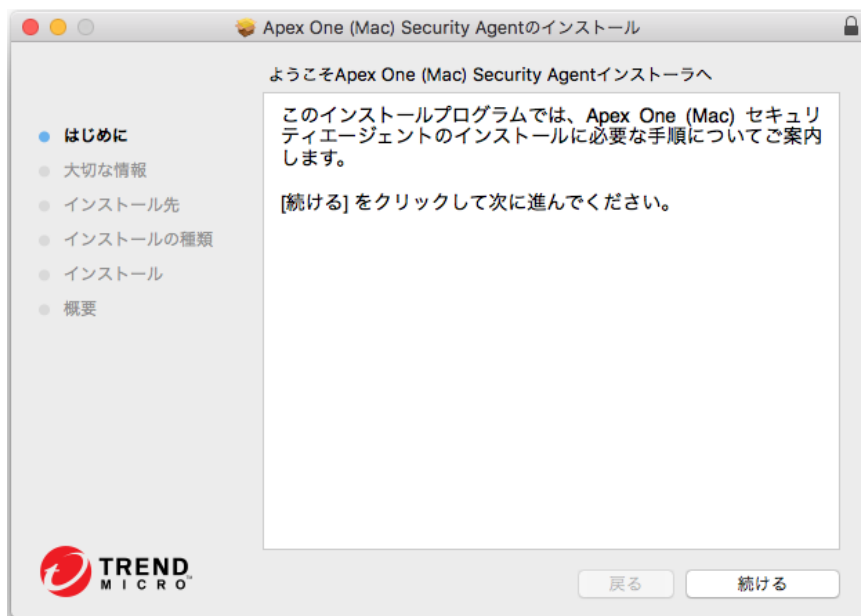 Apex One (Mac) Security Agentのインストール
ようこそApex One (Mac) Security Agentインストーラへ
はじめに
大切な情報
インストール先
インストールの種類
インストール
概要
このインストールプログラムでは、Apex One (Mac) セキュリ
ティエージェントのインストールに必要な手順についてご案内
します。
[続ける] をクリックして次に進んでください。
TREND
MICRO™
戻る
続ける